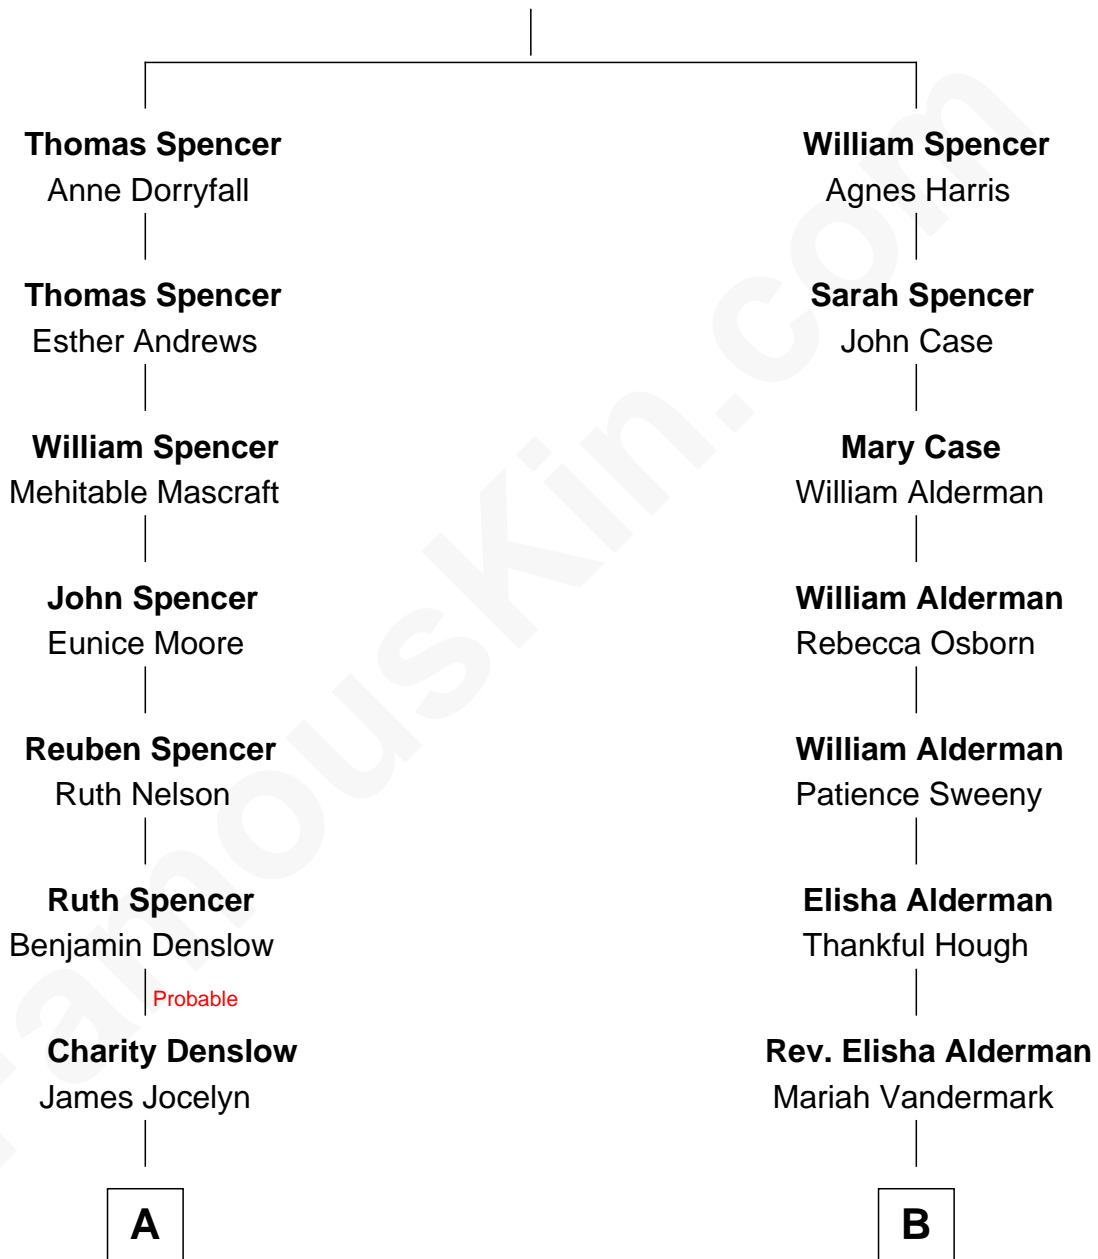 Thomas Spencer
Anne Dorryfall
Thomas Spencer
Esther Andrews
William Spencer
Mehitable Mascraft
John Spencer
Eunice Moore
Reuben Spencer
Ruth Nelson
Ruth Spencer
Benjamin Denslow
Probable
Charity Denslow
James Jocelyn
A
William Spencer
Agnes Harris
Sarah Spencer
John Case
Mary Case
William Alderman
William Alderman
Rebecca Osborn
William Alderman
Patience Sweeny
Elisha Alderman
Thankful Hough
Rev. Elisha Alderman
Mariah Vandermark
B
FamousKin.com